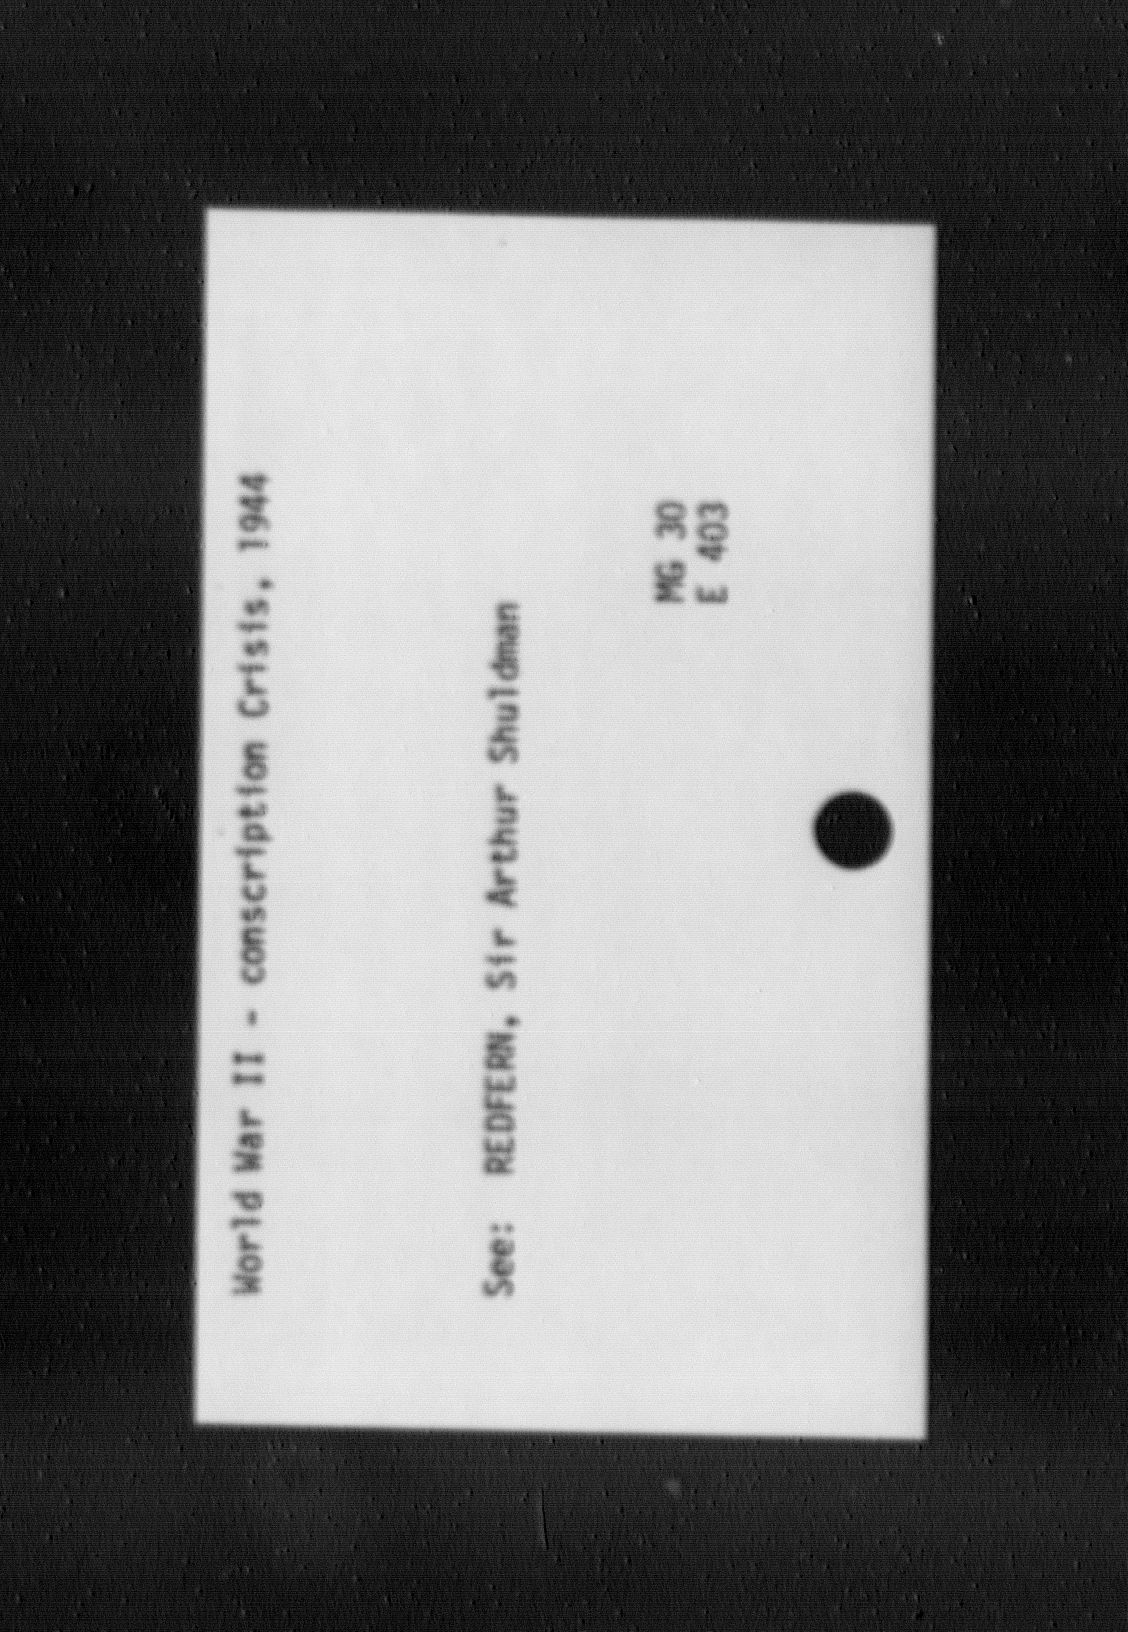 World War II - conscription Crisis, 1944
See: REDFERN, Sir Arthur Shuldman
MG 30
E 403